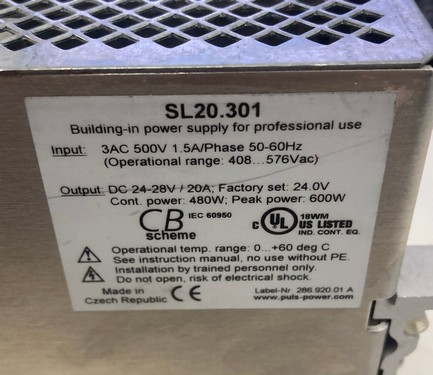 SL20.301
Building-in power supply for professional use
Input: 3AC 500V 1.5A/Phase 50-60Hz
(Operational range: 408...576Vac)
Output: DC 24-28V / 20A; Factory set: 24.0V
Cont. power: 480W; Peak power: 600W
CB scheme IEC 60950
c UL US LISTED 18WM
IND. CONT. EQ.
Operational temp. range: 0...+60 deg C
See instruction manual, no use without PE.
Installation by trained personnel only.
Do not open, risk of electrical shock.
Made in
Czech Republic
CE
Label-Nr 286.920.01 A
www.puls-power.com